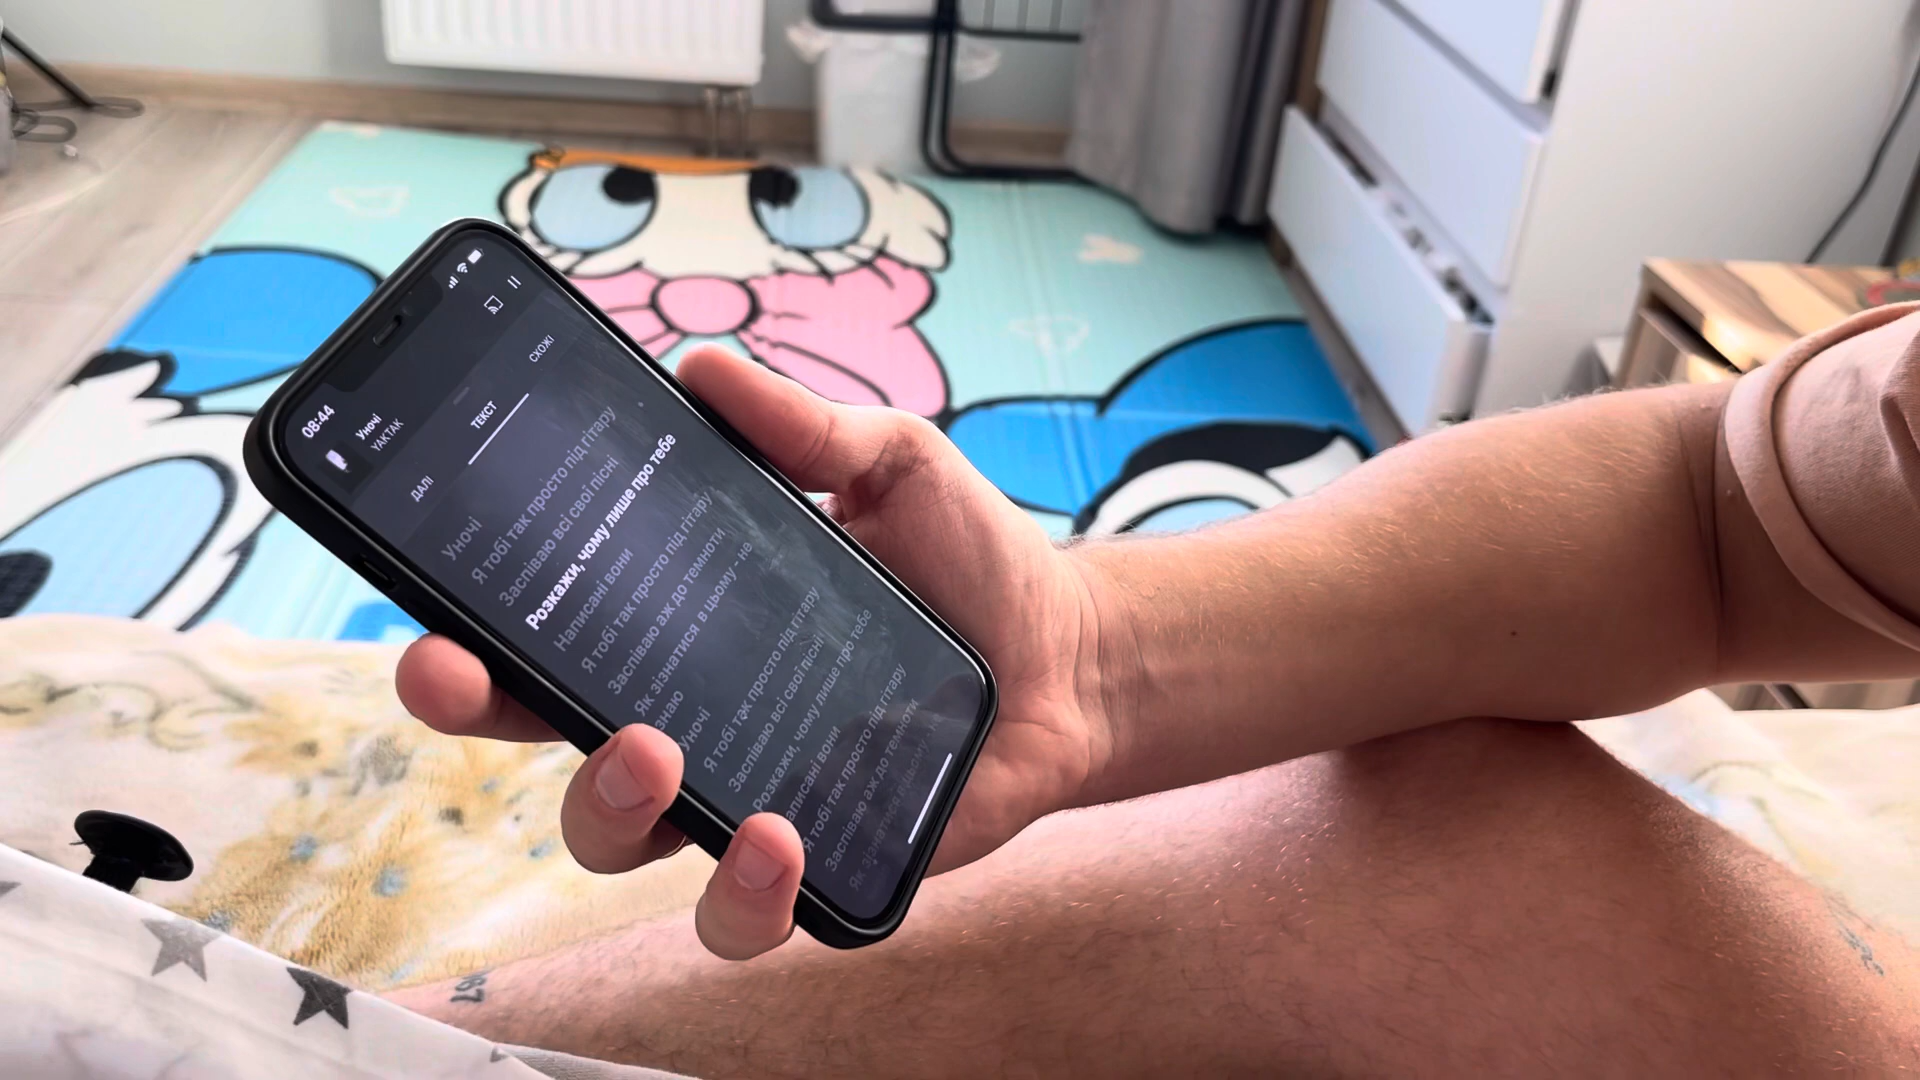 08:44
Уночі
YAKTAK
ДАЛІ
ТЕКСТ
СХОЖІ
Уночі
Я тобі так просто під гітару
Заспіваю всі свої пісні
Розкажи, чому лише про тебе
Написані вони
Я тобі так просто під гітару
Заспіваю аж до темноти
Як зізнатися в цьому - не
знаю
Уночі
Я тобі так просто під гітару
Заспіваю всі свої пісні
Розкажи, чому лише про тебе
Написані вони
Я тобі так просто під гітару
Заспіваю аж до темноти
Як зізнатися в цьому